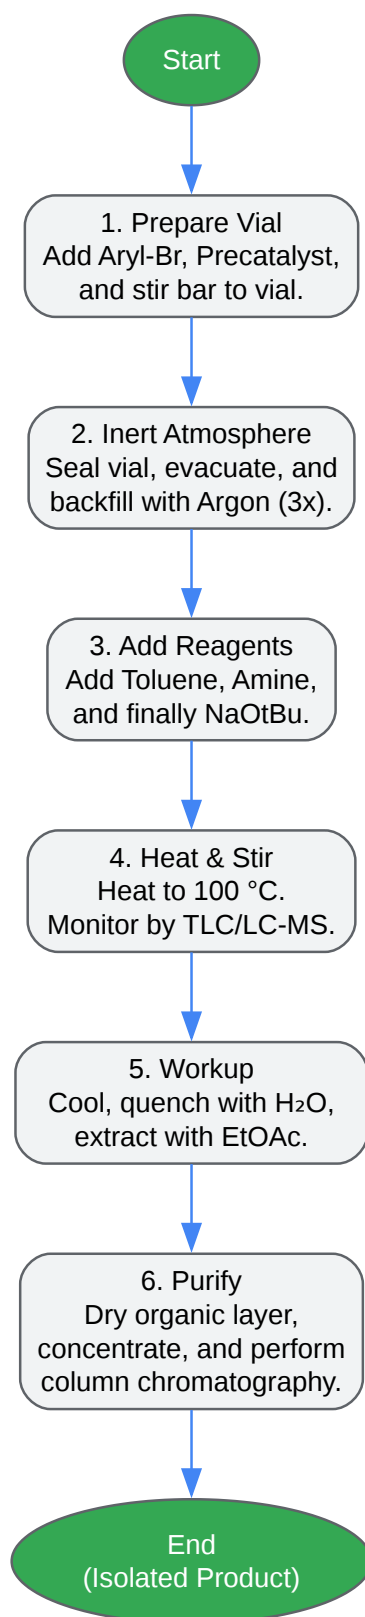 Start
1. Prepare Vial
Add Aryl-Br, Precatalyst,
and stir bar to vial.
2. Inert Atmosphere
Seal vial, evacuate, and
backfill with Argon (3x).
3. Add Reagents
Add Toluene, Amine,
and finally NaOtBu.
4. Heat & Stir
Heat to 100 °C.
Monitor by TLC/LC-MS.
5. Workup
Cool, quench with H₂O,
extract with EtOAc.
6. Purify
Dry organic layer,
concentrate, and perform
column chromatography.
End
(Isolated Product)